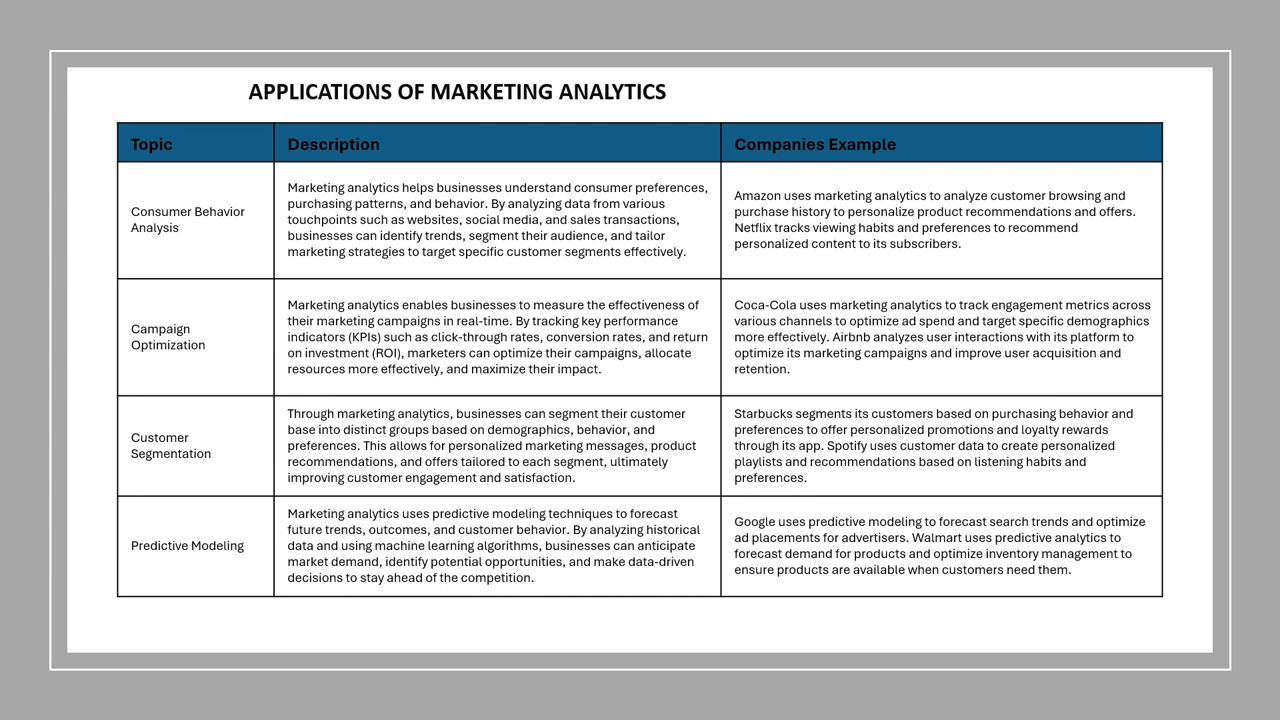 APPLICATIONS OF MARKETING ANALYTICS
Topic
Description
Companies Example
Consumer Behavior
Analysis
Marketing analytics helps businesses understand consumer preferences,
purchasing patterns, and behavior. By analyzing data from various
touchpoints such as websites, social media, and sales transactions,
businesses can identify trends, segment their audience, and tailor
marketing strategies to target specific customer segments effectively.
Amazon uses marketing analytics to analyze customer browsing and
purchase history to personalize product recommendations and offers.
Netflix tracks viewing habits and preferences to recommend
personalized content to its subscribers.
Campaign
Optimization
Marketing analytics enables businesses to measure the effectiveness of
their marketing campaigns in real-time. By tracking key performance
indicators (KPIs) such as click-through rates, conversion rates, and return
on investment (ROI), marketers can optimize their campaigns, allocate
resources more effectively, and maximize their impact.
Coca-Cola uses marketing analytics to track engagement metrics across
various channels to optimize ad spend and target specific demographics
more effectively. Airbnb analyzes user interactions with its platform to
optimize its marketing campaigns and improve user acquisition and
retention.
Customer
Segmentation
Through marketing analytics, businesses can segment their customer
base into distinct groups based on demographics, behavior, and
preferences. This allows for personalized marketing messages, product
recommendations, and offers tailored to each segment, ultimately
improving customer engagement and satisfaction.
Starbucks segments its customers based on purchasing behavior and
preferences to offer personalized promotions and loyalty rewards
through its app. Spotify uses customer data to create personalized
playlists and recommendations based on listening habits and
preferences.
Predictive Modeling
Marketing analytics uses predictive modeling techniques to forecast
future trends, outcomes, and customer behavior. By analyzing historical
data and using machine learning algorithms, businesses can anticipate
market demand, identify potential opportunities, and make data-driven
decisions to stay ahead of the competition.
Google uses predictive modeling to forecast search trends and optimize
ad placements for advertisers. Walmart uses predictive analytics to
forecast demand for products and optimize inventory management to
ensure products are available when customers need them.